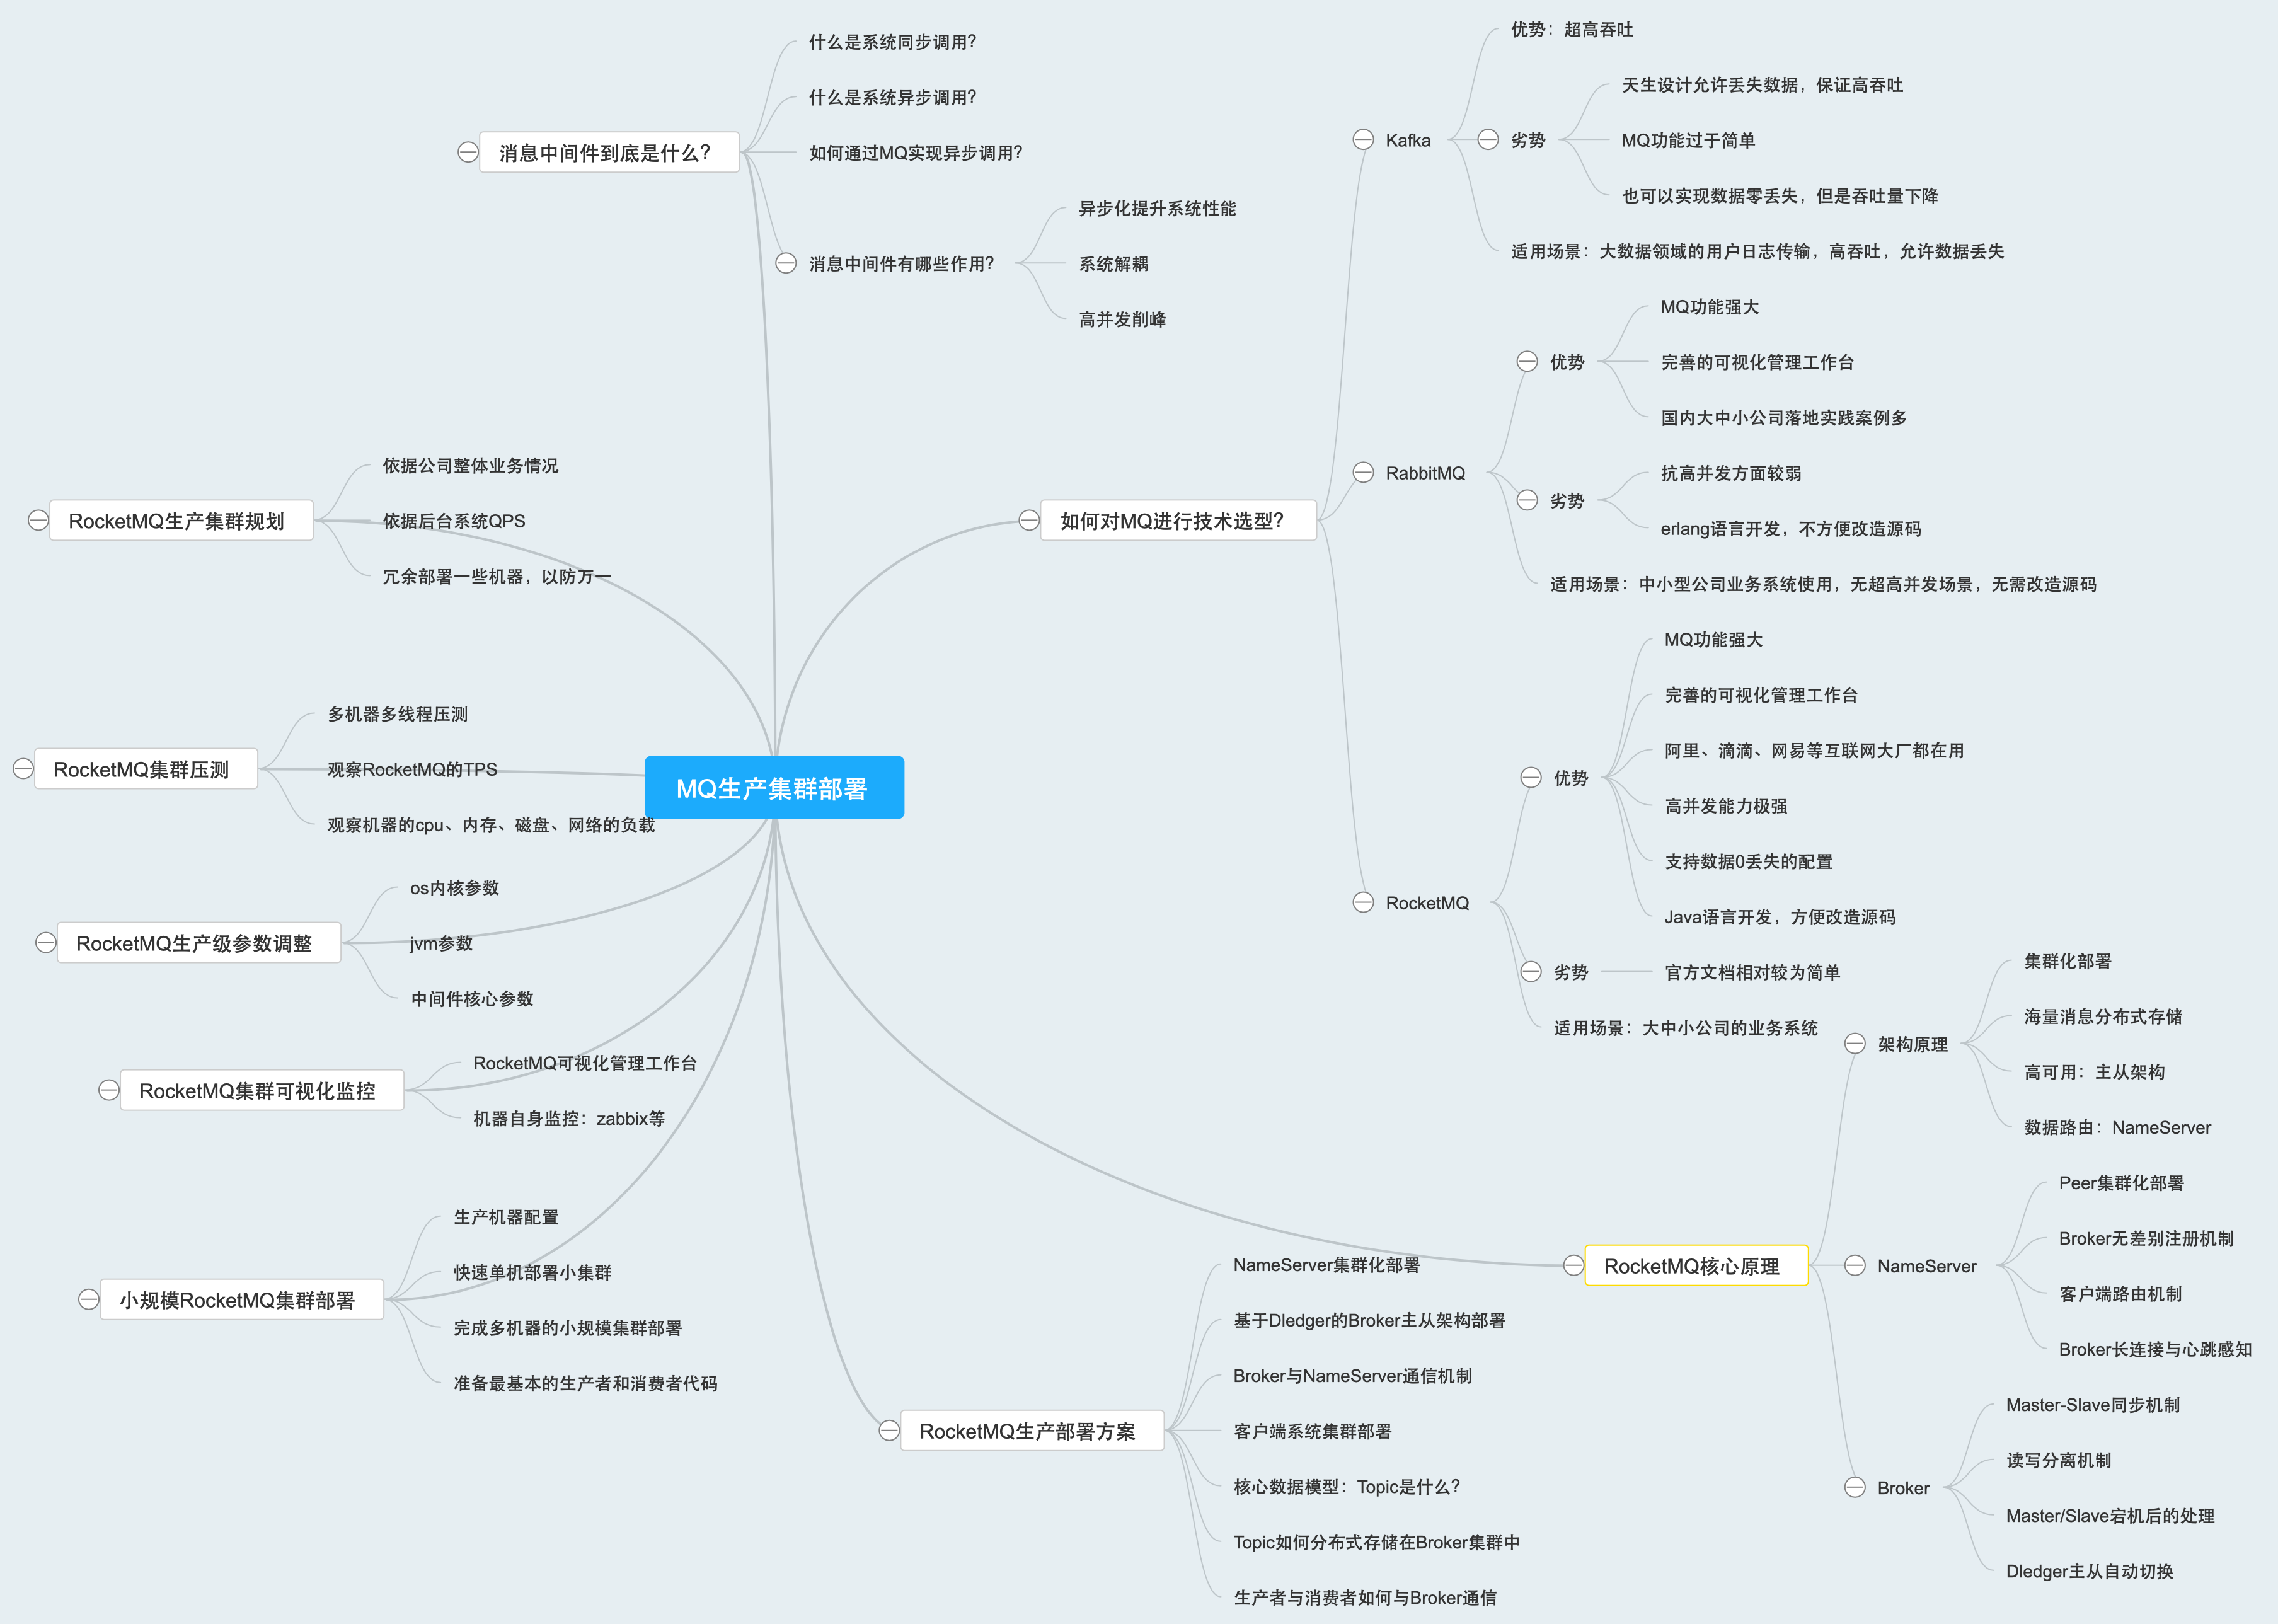 MQ生产集群部署
消息中间件到底是什么？
什么是系统同步调用？
什么是系统异步调用？
如何通过MQ实现异步调用？
消息中间件有哪些作用？
异步化提升系统性能
系统解耦
高并发削峰
如何对MQ进行技术选型？
Kafka
优势：超高吞吐
劣势
天生设计允许丢失数据，保证高吞吐
MQ功能过于简单
也可以实现数据零丢失，但是吞吐量下降
适用场景：大数据领域的用户日志传输，高吞吐，允许数据丢失
RabbitMQ
优势
MQ功能强大
完善的可视化管理工作台
国内大中小公司落地实践案例多
劣势
抗高并发方面较弱
erlang语言开发，不方便改造源码
适用场景：中小型公司业务系统使用，无超高并发场景，无需改造源码
RocketMQ
优势
MQ功能强大
完善的可视化管理工作台
阿里、滴滴、网易等互联网大厂都在用
高并发能力极强
支持数据0丢失的配置
Java语言开发，方便改造源码
劣势
官方文档相对较为简单
适用场景：大中小公司的业务系统
RocketMQ核心原理
架构原理
集群化部署
海量消息分布式存储
高可用：主从架构
数据路由：NameServer
NameServer
Peer集群化部署
Broker无差别注册机制
客户端路由机制
Broker长连接与心跳感知
Broker
Master-Slave同步机制
读写分离机制
Master/Slave宕机后的处理
Dledger主从自动切换
RocketMQ生产部署方案
NameServer集群化部署
基于Dledger的Broker主从架构部署
Broker与NameServer通信机制
客户端系统集群部署
核心数据模型：Topic是什么？
Topic如何分布式存储在Broker集群中
生产者与消费者如何与Broker通信
小规模RocketMQ集群部署
生产机器配置
快速单机部署小集群
完成多机器的小规模集群部署
准备最基本的生产者和消费者代码
RocketMQ集群可视化监控
RocketMQ可视化管理工作台
机器自身监控：zabbix等
RocketMQ生产级参数调整
os内核参数
jvm参数
中间件核心参数
RocketMQ集群压测
多机器多线程压测
观察RocketMQ的TPS
观察机器的cpu、内存、磁盘、网络的负载
RocketMQ生产集群规划
依据公司整体业务情况
依据后台系统QPS
冗余部署一些机器，以防万一